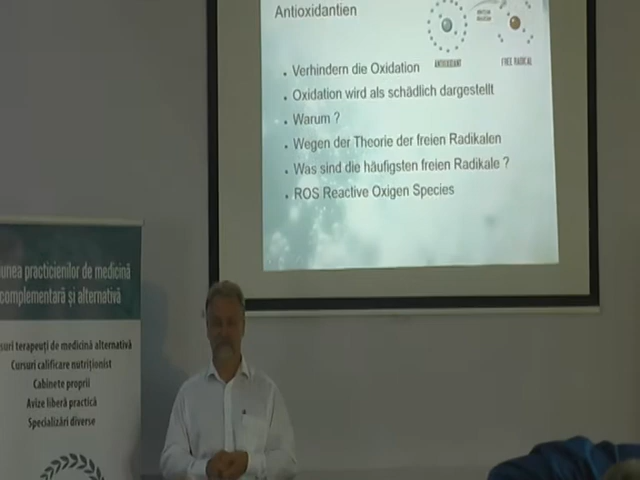 Antioxidantien
ANTIOXIDANT
FREE RADICAL
Verhindern die Oxidation
Oxidation wird als schädlich dargestellt
Warum ?
Wegen der Theorie der freien Radikalen
Was sind die häufigsten freien Radikale ?
ROS Reactive Oxigen Species
unea practicienilor de medicină
complementară și alternativă
suri terapeuți de medicină alternativă
Cursuri calificare nutriționist
Cabinete proprii
Avize liberă practică
Specializări diverse